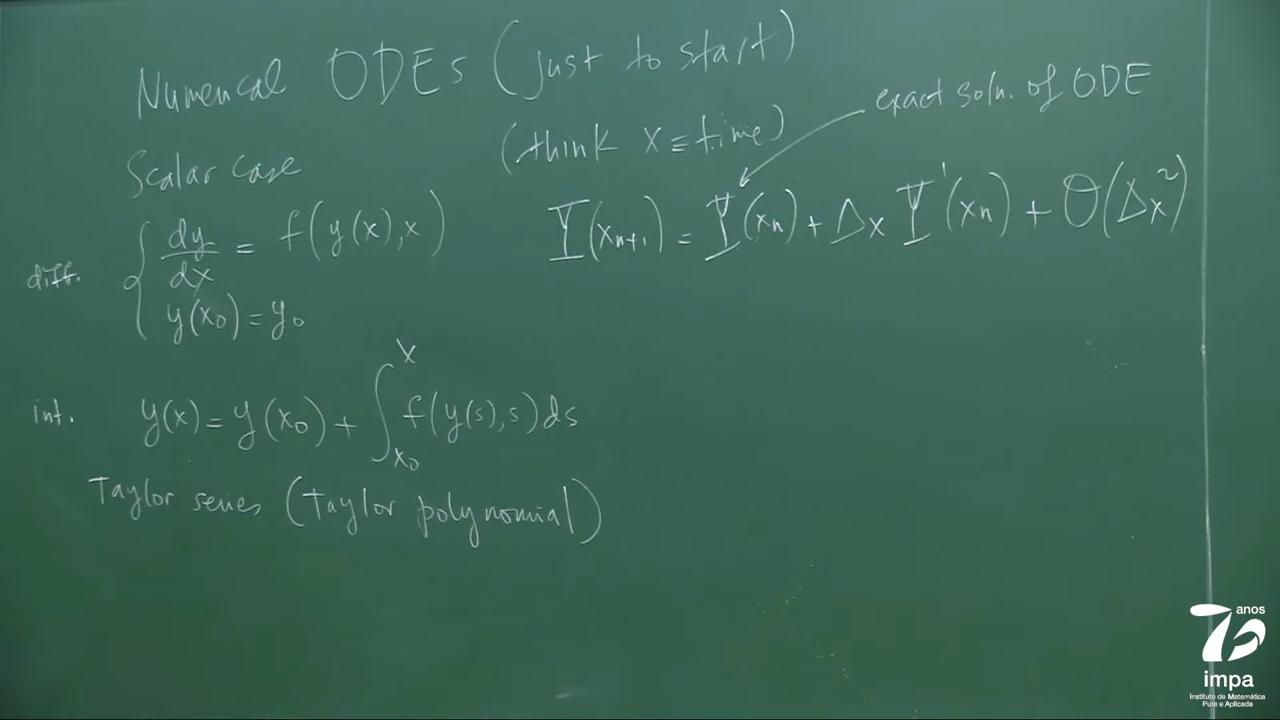 Numerical ODEs (just to start)
(think x ≡ time)
exact soln. of ODE
Scalar case
diff. { dy/dx = f(y(x), x)
y(x₀) = y₀
Y(xₙ₊₁) = Y(xₙ) + Δx Y'(xₙ) + O(Δx²)
int. y(x) = y(x₀) + ∫_{x₀}^{x} f(y(s), s) ds
Taylor series (Taylor polynomial)
75 anos
impa
Instituto de Matemática
Pura e Aplicada